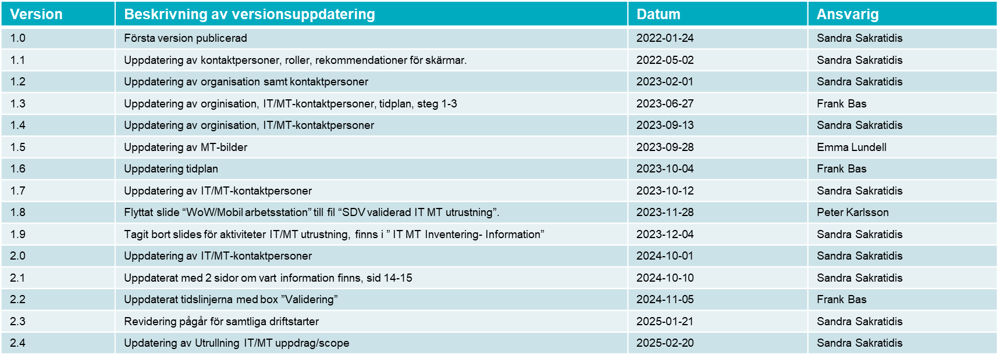 Version Beskrivning av versionsuppdatering Datum Ansvarig
1.0 Första version publicerad 2022-01-24 Sandra Sakratidis
1.1 Uppdatering av kontaktpersoner, roller, rekommendationer för skärmar. 2022-05-02 Sandra Sakratidis
1.2 Uppdatering av organisation samt kontaktpersoner 2023-02-01 Sandra Sakratidis
1.3 Uppdatering av orginisation, IT/MT-kontaktpersoner, tidplan, steg 1-3 2023-06-27 Frank Bas
1.4 Uppdatering av orginisation, IT/MT-kontaktpersoner 2023-09-13 Sandra Sakratidis
1.5 Uppdatering av MT-bilder 2023-09-28 Emma Lundell
1.6 Uppdatering tidplan 2023-10-04 Frank Bas
1.7 Uppdatering av IT/MT-kontaktpersoner 2023-10-12 Sandra Sakratidis
1.8 Flyttat slide “WoW/Mobil arbetsstation” till fil “SDV validerad IT MT utrustning”. 2023-11-28 Peter Karlsson
1.9 Tagit bort slides för aktiviteter IT/MT utrustning, finns i ” IT MT Inventering- Information” 2023-12-04 Sandra Sakratidis
2.0 Uppdatering av IT/MT-kontaktpersoner 2024-10-01 Sandra Sakratidis
2.1 Uppdaterat med 2 sidor om vart information finns, sid 14-15 2024-10-10 Sandra Sakratidis
2.2 Uppdaterat tidslinjerna med box ”Validering” 2024-11-05 Frank Bas
2.3 Revidering pågår för samtliga driftstarter 2025-01-21 Sandra Sakratidis
2.4 Updatering av Utrullning IT/MT uppdrag/scope 2025-02-20 Sandra Sakratidis